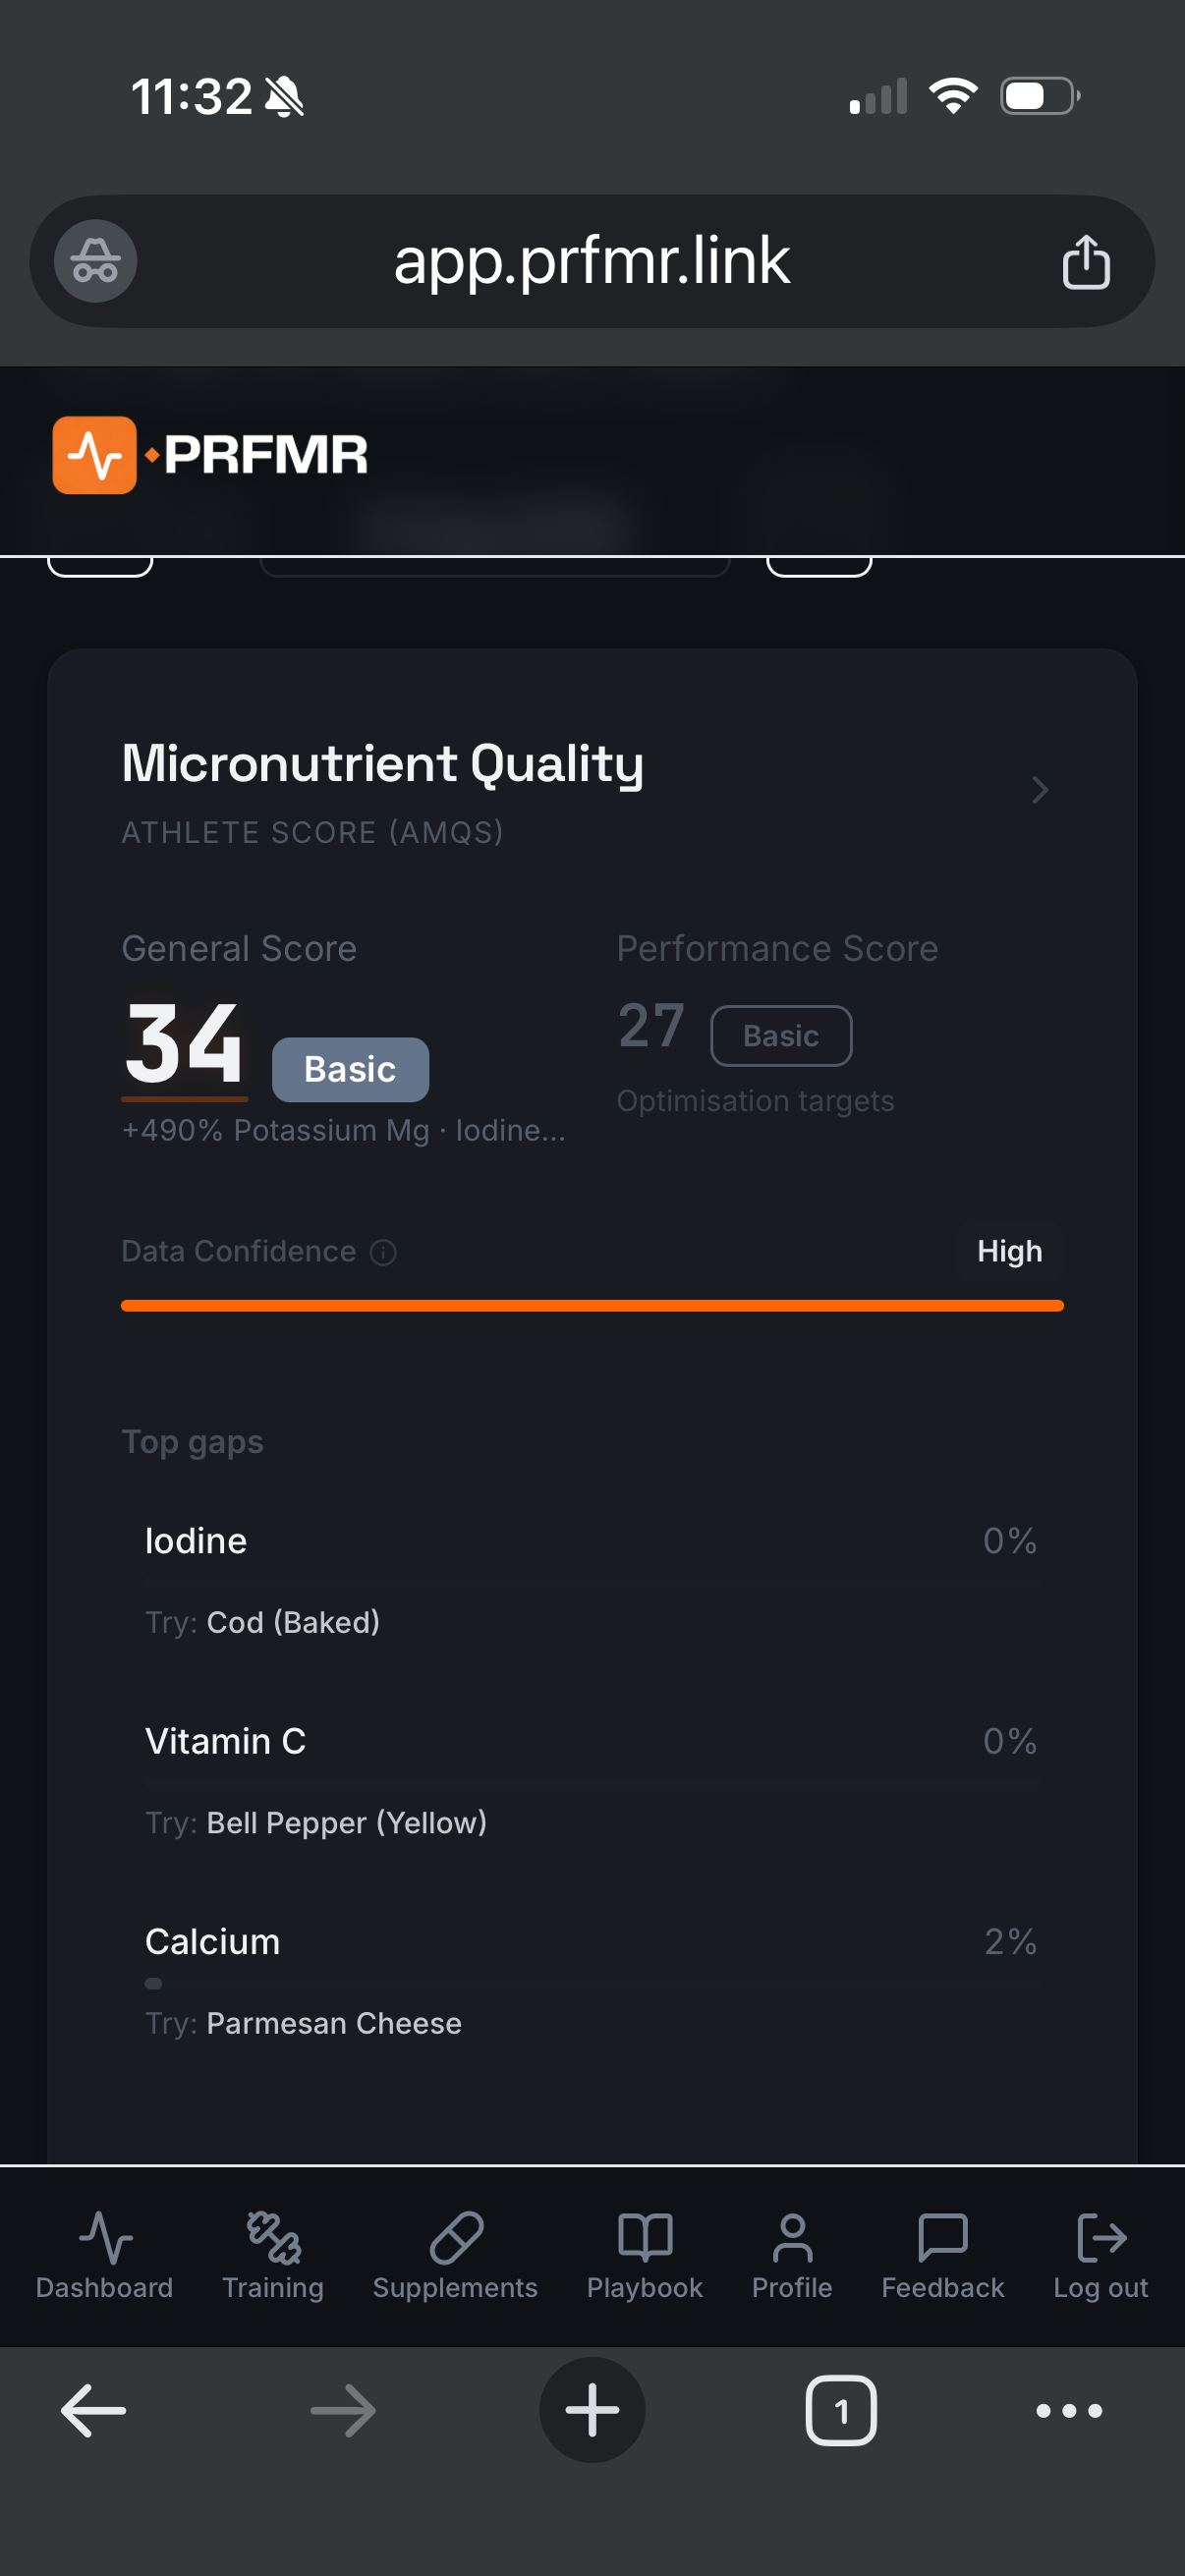 11:32
app.prfmr.link
PRFMR
Micronutrient Quality
ATHLETE SCORE (AMQS)
General Score
34 Basic
+490% Potassium Mg · Iodine...
Performance Score
27 Basic
Optimisation targets
Data Confidence High
Top gaps
Iodine 0%
Try: Cod (Baked)
Vitamin C 0%
Try: Bell Pepper (Yellow)
Calcium 2%
Try: Parmesan Cheese
Dashboard Training Supplements Playbook Profile Feedback Log out
1